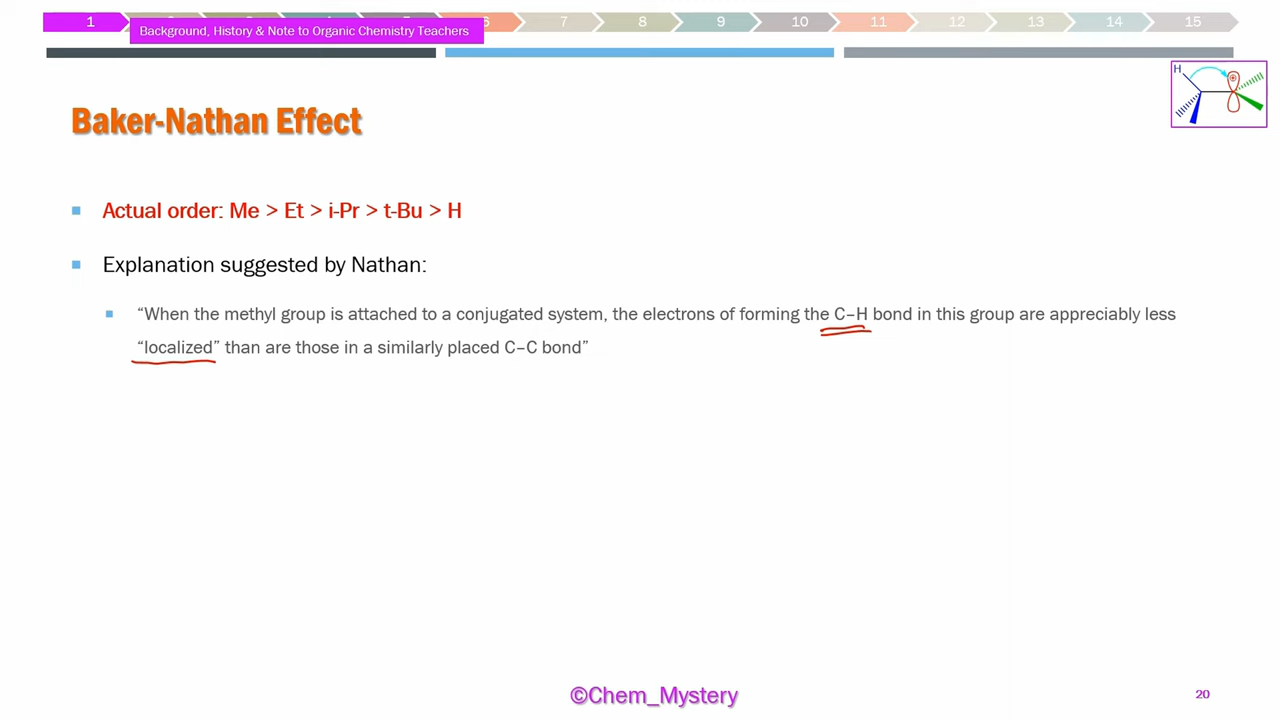 1 6 7 8 9 10 11 12 13 14 15
Background, History & Note to Organic Chemistry Teachers
H
Baker-Nathan Effect
Actual order: Me > Et > i-Pr > t-Bu > H
Explanation suggested by Nathan:
“When the methyl group is attached to a conjugated system, the electrons of forming the C–H bond in this group are appreciably less
“localized” than are those in a similarly placed C–C bond”
©Chem_Mystery
20